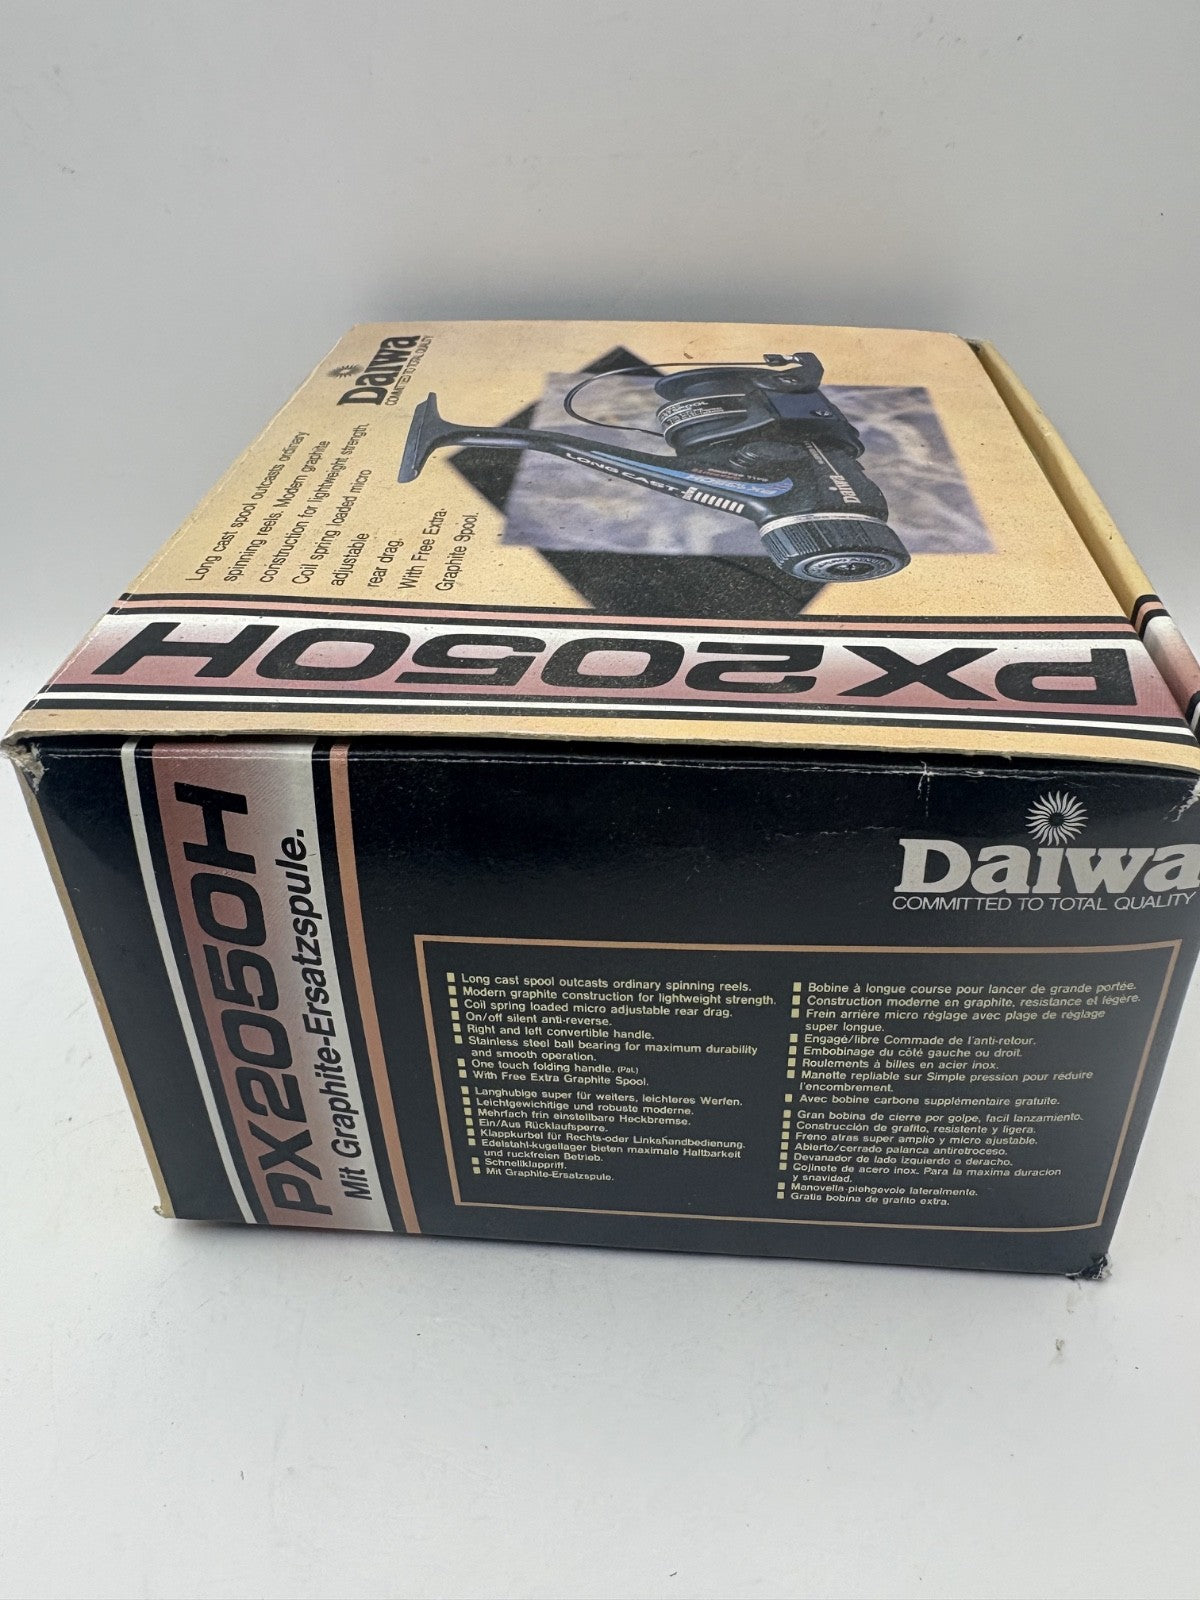 Daiwa
COMMITTED TO TOTAL QUALITY
Long cast spool outcasts ordinary
spinning reels. Modern graphite
construction for lightweight strength.
Coil spring loaded micro
adjustable
rear drag.
With Free Extra-
Graphite Spool.
LONG CAST
Daiwa
PX2050H
PX2050H
Mit Graphite-Ersatzspule.
Daiwa
COMMITTED TO TOTAL QUALITY
Long cast spool outcasts ordinary spinning reels.
Modern graphite construction for lightweight strength.
Coil spring loaded micro adjustable rear drag.
On/off silent anti-reverse.
Right and left convertible handle.
Stainless steel ball bearing for maximum durability
and smooth operation.
One touch folding handle. (Pat.)
With Free Extra Graphite Spool.
Langhubige super für weiters, leichteres Werfen.
Leichtgewichtige und robuste moderne.
Mehrfach frin einstellbare Heckbremse.
Ein/Aus Rücklaufsperre.
Klappkurbel für Rechts-oder Linkshandbedienung.
Edelstahl-kugellager bieten maximale Haltbarkeit
und ruckfreien Betrieb.
Schnellklappriff.
Mit Graphite-Ersatzspule.
Bobine à longue course pour lancer de grande portée.
Construction moderne en graphite, resistance et légère.
Frein arrière micro réglage avec plage de réglage
super longue.
Engagé/libre Commade de l'anti-retour.
Embobinage du côté gauche ou droit.
Roulements à billes en acier inox.
Manette repliable sur Simple pression pour réduire
l'encombrement.
Avec bobine carbone supplémentaire gratuite.
Gran bobina de cierre por golpe, facil lanzamiento.
Construcción de grafito, resistente y ligera.
Freno atras super amplio y micro ajustable.
Abierto/cerrado palanca antiretroceso.
Devanador de lado izquierdo o deracho.
Cojinete de acero inox. Para la maxima duracion
y snavidad.
Manovella-piehgevole lateralmente.
Gratis bobina de grafito extra.